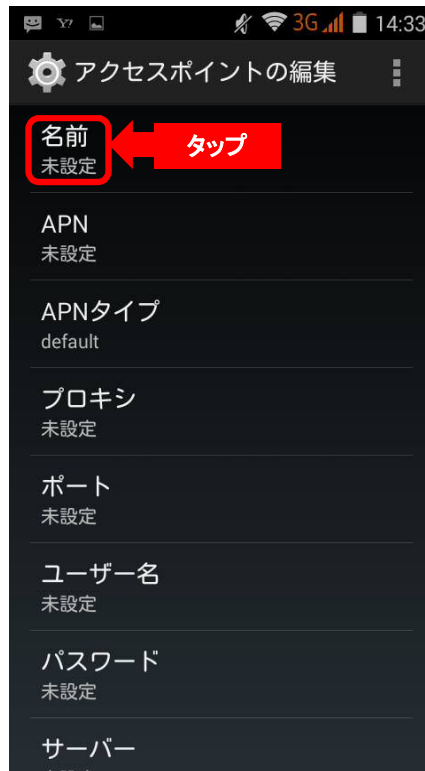 Y? 3G 14:33
アクセスポイントの編集
名前
未設定
タップ
APN
未設定
APNタイプ
default
プロキシ
未設定
ポート
未設定
ユーザー名
未設定
パスワード
未設定
サーバー